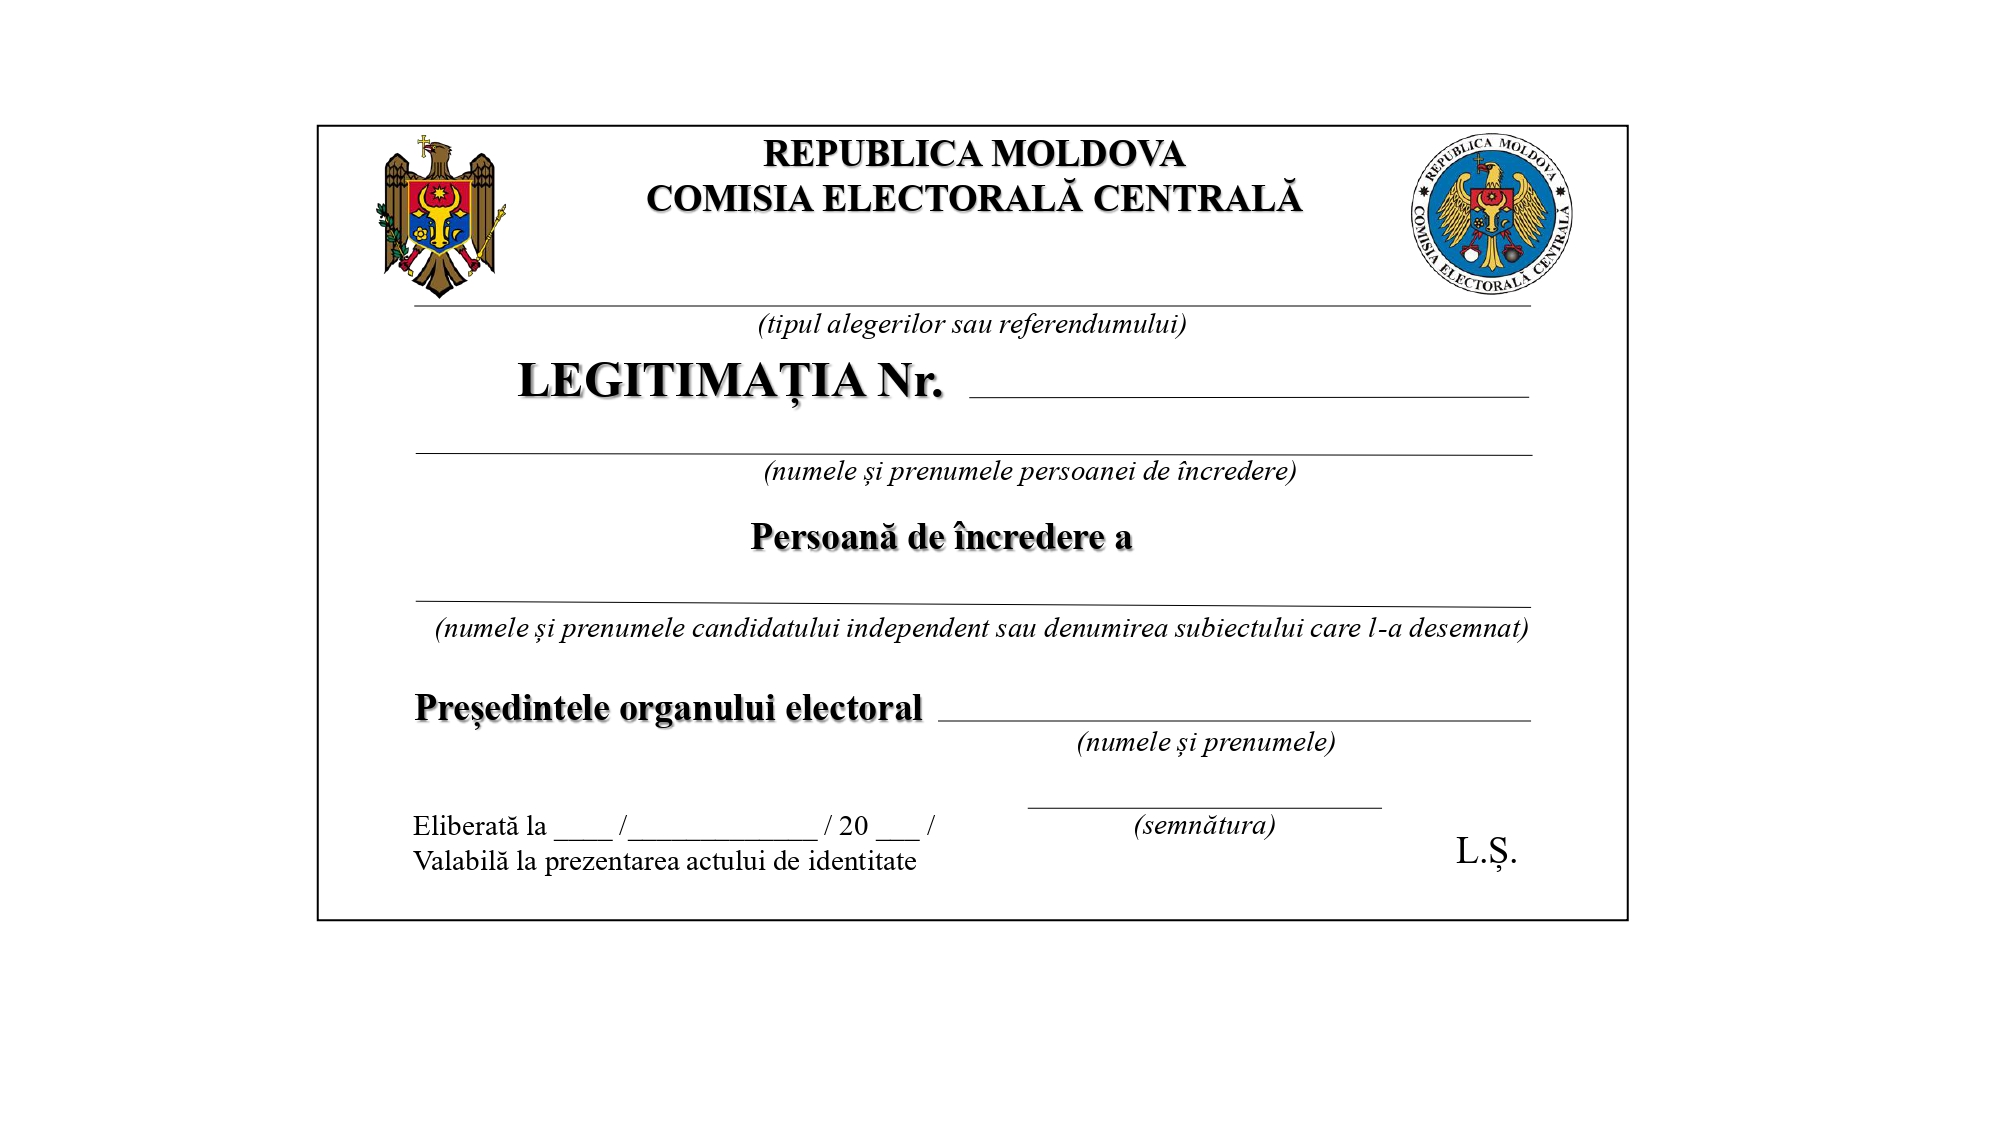 REPUBLICA MOLDOVA
COMISIA ELECTORALĂ CENTRALĂ
REPUBLICA MOLDOVA
COMISIA ELECTORALĂ CENTRALĂ
(tipul alegerilor sau referendumului)
LEGITIMAȚIA Nr.
(numele și prenumele persoanei de încredere)
Persoană de încredere a
(numele și prenumele candidatului independent sau denumirea subiectului care l-a desemnat)
Președintele organului electoral
(numele și prenumele)
Eliberată la ____ /_____________ / 20 ___ /
(semnătura)
Valabilă la prezentarea actului de identitate
L.Ș.